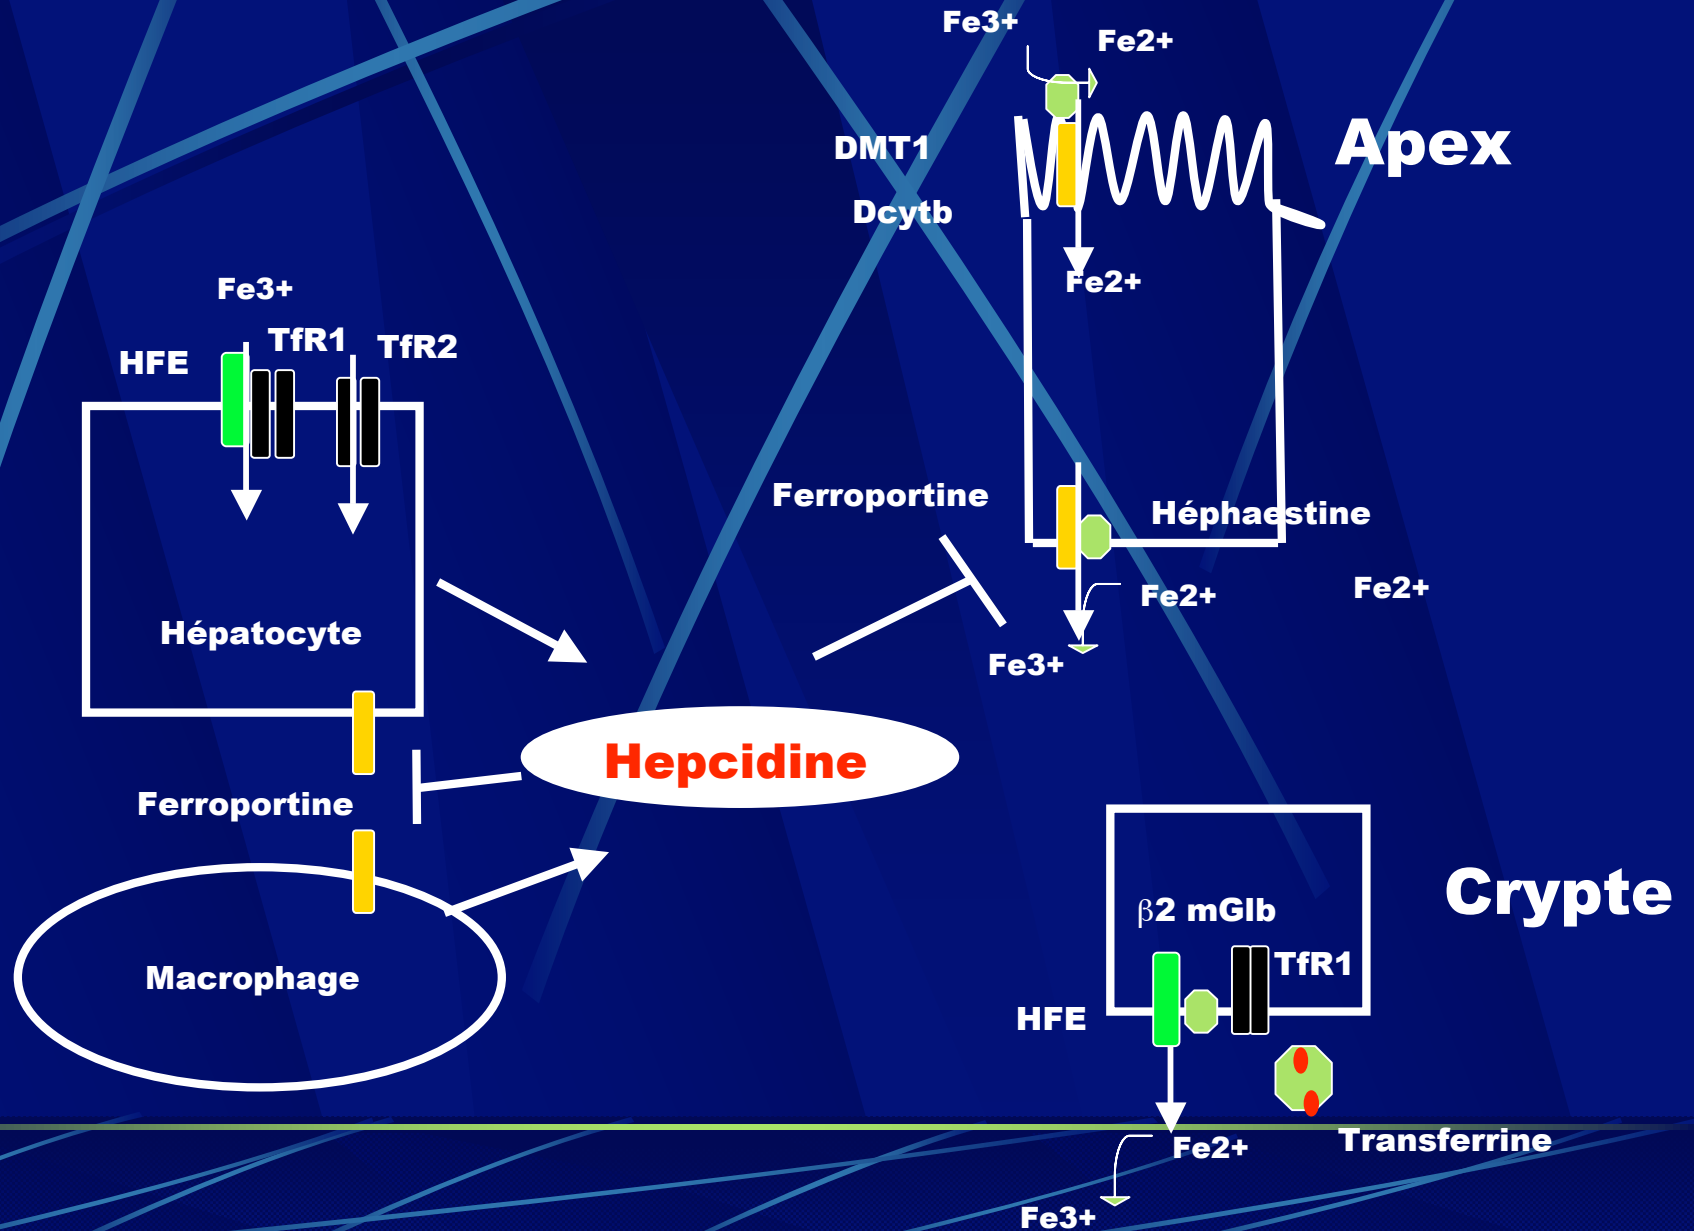 Fe3+
Fe2+
DMT1
Apex
Dcytb
Fe2+
Fe3+
TfR1
TfR2
HFE
Ferroportine
Héphaestine
Fe2+
Fe2+
Hépatocyte
Fe3+
Hepcidine
Ferroportine
Crypte
β2 mGlb
TfR1
Macrophage
HFE
Transferrine
Fe2+
Fe3+